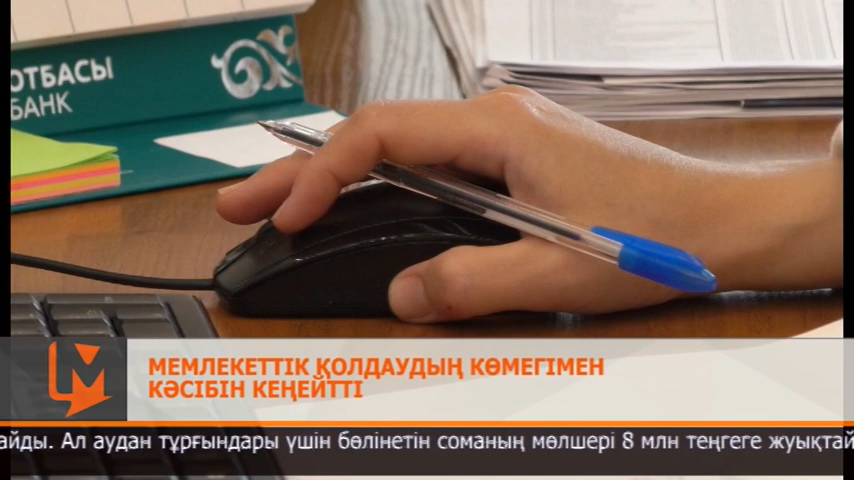 ОТБАСЫ
БАНК
МЕМЛЕКЕТТІК ҚОЛДАУДЫҢ КӨМЕГІМЕН
КӘСІБІН КЕҢЕЙТТІ
айды. Ал аудан тұрғындары үшін бөлінетін соманың мөлшері 8 млн теңгеге жуықтай